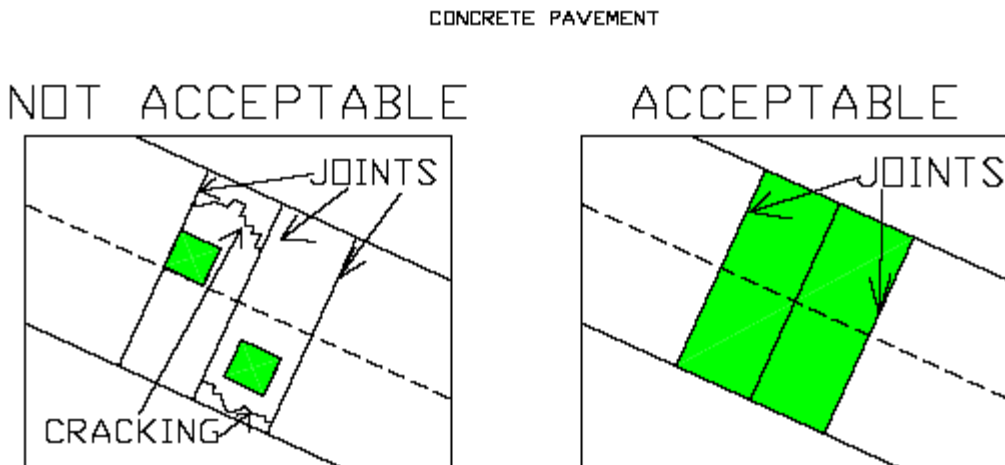 CONCRETE PAVEMENT
NOT ACCEPTABLE
JOINTS
CRACKING
ACCEPTABLE
JOINTS